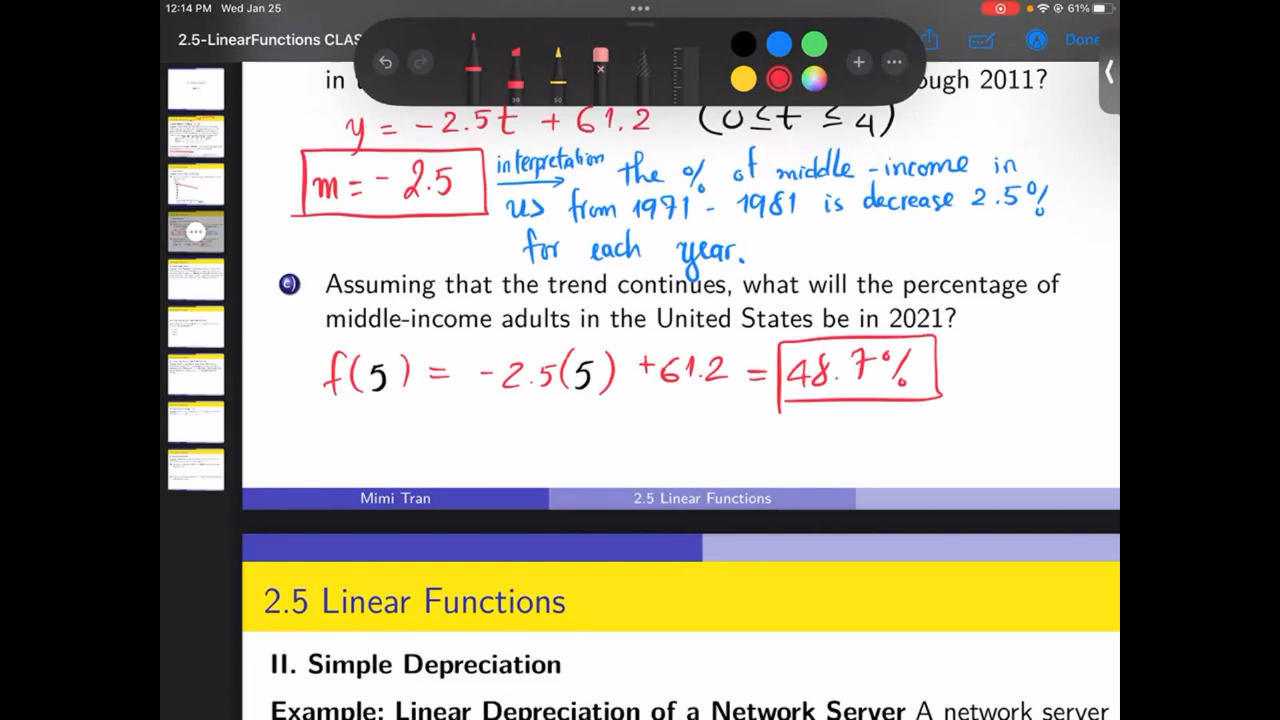 12:14 PM Wed Jan 25
61%
2.5-LinearFunctions CLAS
Done
ough 2011?
y = -2.5t + 61.2 (0 ≤ t ≤ 4)
m = -2.5
interpretation the % of middle-income in
US from 1971 - 1981 is decrease 2.5%
for each year.
c) Assuming that the trend continues, what will the percentage of
middle-income adults in the United States be in 2021?
f(5) = -2.5(5) + 61.2 = 48.7%
Mimi Tran 2.5 Linear Functions
2.5 Linear Functions
II. Simple Depreciation
Example: Linear Depreciation of a Network Server A network server